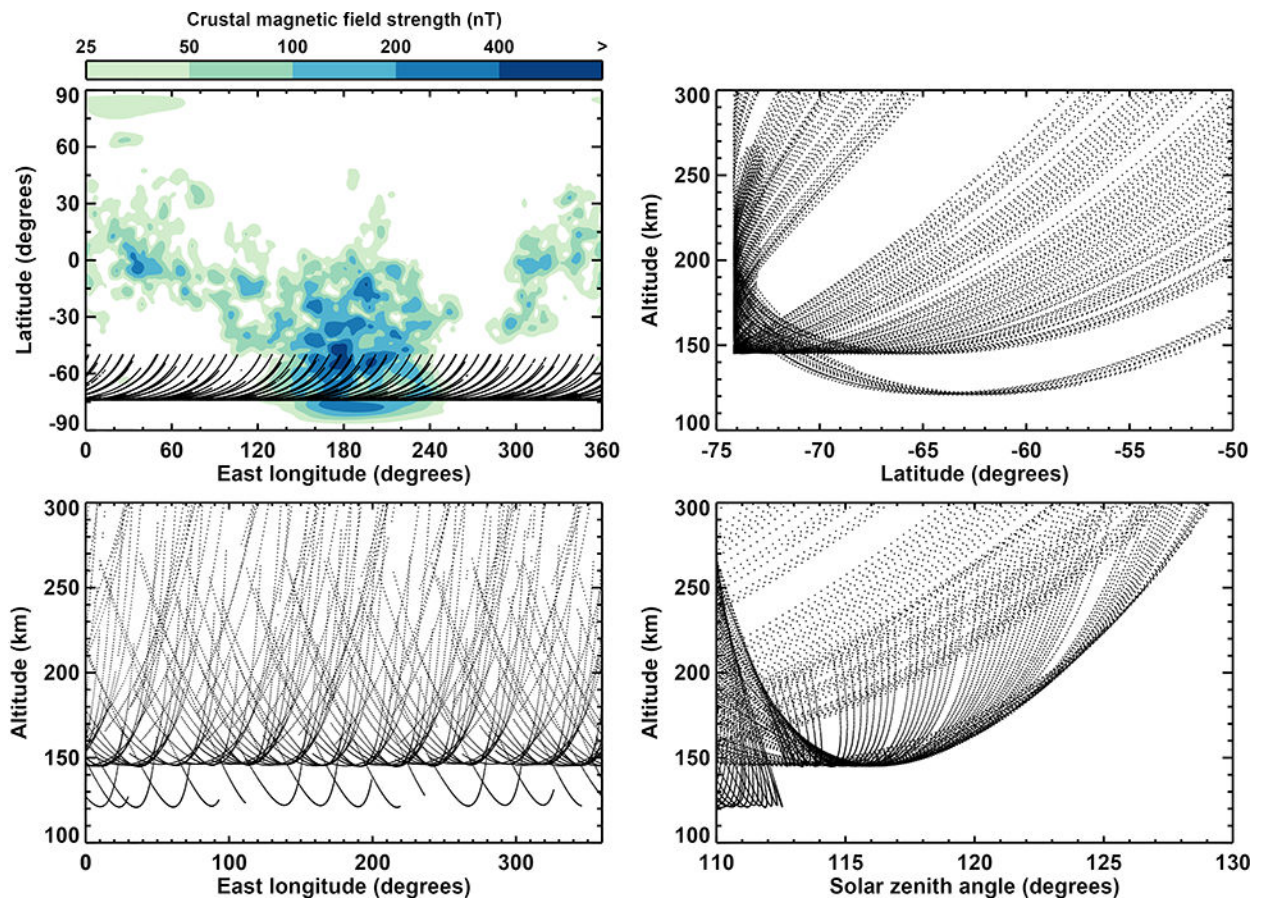 Crustal magnetic field strength (nT)
25 50 100 200 400 >
90
60
30
0
-30
-60
-90
Latitude (degrees)
0 60 120 180 240 300 360
East longitude (degrees)
300
250
200
150
100
Altitude (km)
-75 -70 -65 -60 -55 -50
Latitude (degrees)
300
250
200
150
100
Altitude (km)
0 100 200 300
East longitude (degrees)
300
250
200
150
100
Altitude (km)
110 115 120 125 130
Solar zenith angle (degrees)